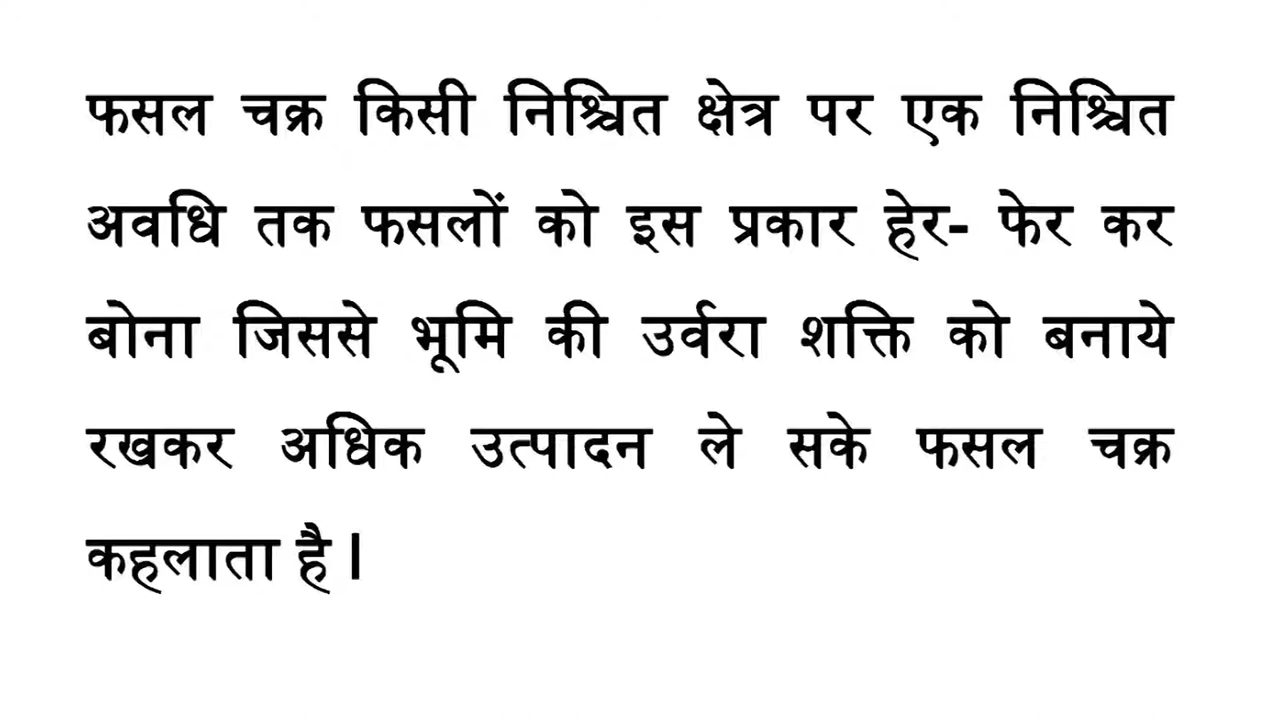 फसल चक्र किसी निश्चित क्षेत्र पर एक निश्चित
अवधि तक फसलों को इस प्रकार हेर- फेर कर
बोना जिससे भूमि की उर्वरा शक्ति को बनाये
रखकर अधिक उत्पादन ले सके फसल चक्र
कहलाता है ।